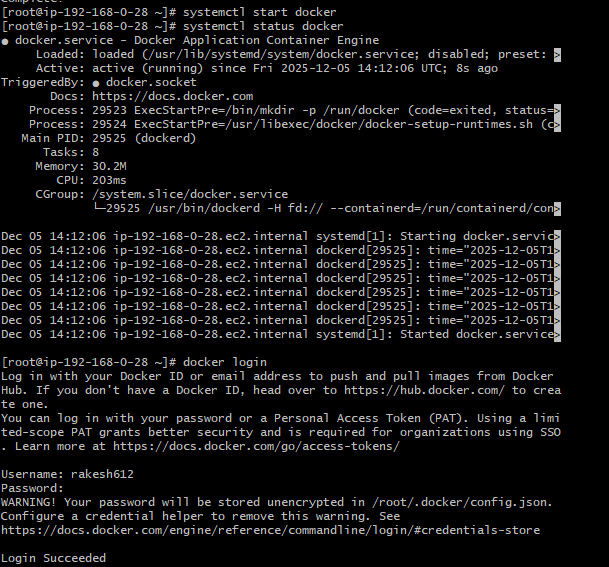 [root@ip-192-168-0-28 ~]# systemctl start docker
[root@ip-192-168-0-28 ~]# systemctl status docker
● docker.service - Docker Application Container Engine
     Loaded: loaded (/usr/lib/systemd/system/docker.service; disabled; preset: >
     Active: active (running) since Fri 2025-12-05 14:12:06 UTC; 8s ago
TriggeredBy: ● docker.socket
       Docs: https://docs.docker.com
    Process: 29523 ExecStartPre=/bin/mkdir -p /run/docker (code=exited, status=>
    Process: 29524 ExecStartPre=/usr/libexec/docker/docker-setup-runtimes.sh (c>
   Main PID: 29525 (dockerd)
      Tasks: 8
     Memory: 30.2M
        CPU: 203ms
     CGroup: /system.slice/docker.service
             └─29525 /usr/bin/dockerd -H fd:// --containerd=/run/containerd/con>
Dec 05 14:12:06 ip-192-168-0-28.ec2.internal systemd[1]: Starting docker.servic>
Dec 05 14:12:06 ip-192-168-0-28.ec2.internal dockerd[29525]: time="2025-12-05T1>
Dec 05 14:12:06 ip-192-168-0-28.ec2.internal dockerd[29525]: time="2025-12-05T1>
Dec 05 14:12:06 ip-192-168-0-28.ec2.internal dockerd[29525]: time="2025-12-05T1>
Dec 05 14:12:06 ip-192-168-0-28.ec2.internal dockerd[29525]: time="2025-12-05T1>
Dec 05 14:12:06 ip-192-168-0-28.ec2.internal dockerd[29525]: time="2025-12-05T1>
Dec 05 14:12:06 ip-192-168-0-28.ec2.internal dockerd[29525]: time="2025-12-05T1>
Dec 05 14:12:06 ip-192-168-0-28.ec2.internal systemd[1]: Started docker.service>
[root@ip-192-168-0-28 ~]# docker login
Log in with your Docker ID or email address to push and pull images from Docker
Hub. If you don't have a Docker ID, head over to https://hub.docker.com/ to crea
te one.
You can log in with your password or a Personal Access Token (PAT). Using a limi
ted-scope PAT grants better security and is required for organizations using SSO
. Learn more at https://docs.docker.com/go/access-tokens/
Username: rakesh612
Password:
WARNING! Your password will be stored unencrypted in /root/.docker/config.json.
Configure a credential helper to remove this warning. See
https://docs.docker.com/engine/reference/commandline/login/#credentials-store
Login Succeeded